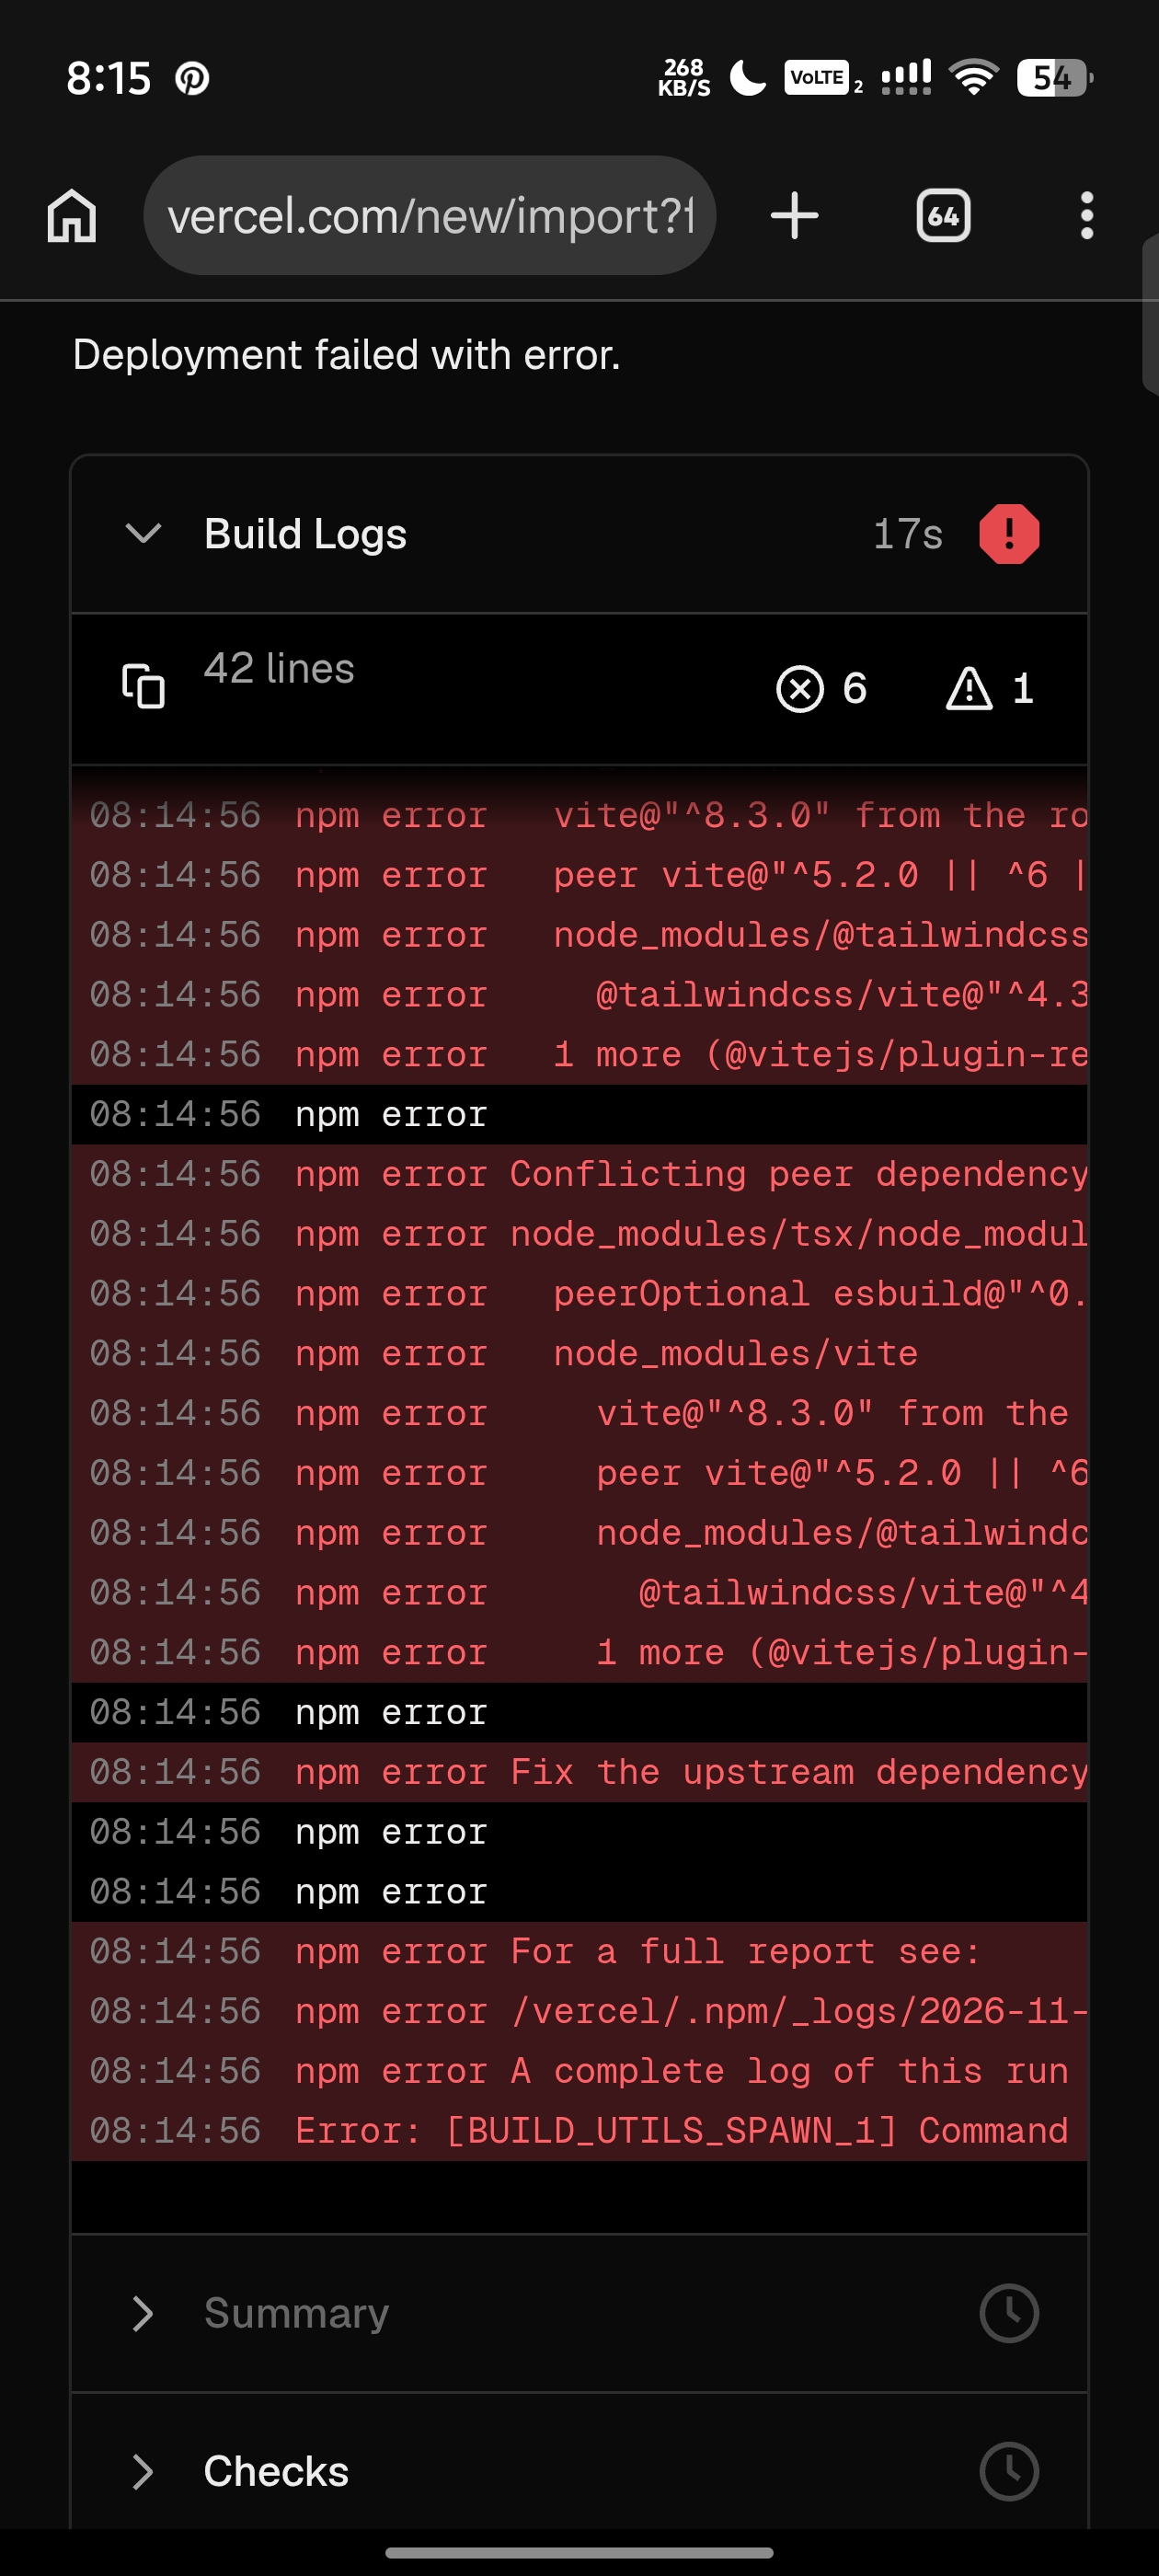 8:15
268
KB/S
VoLTE
2
54
vercel.com/new/import?f
64
Deployment failed with error.
Build Logs
17s
42 lines
6
1
08:14:56 npm error   vite@"^8.3.0" from the ro
08:14:56 npm error   peer vite@"^5.2.0 || ^6 |
08:14:56 npm error   node_modules/@tailwindcss
08:14:56 npm error     @tailwindcss/vite@"^4.3
08:14:56 npm error   1 more (@vitejs/plugin-re
08:14:56 npm error
08:14:56 npm error Conflicting peer dependency
08:14:56 npm error node_modules/tsx/node_modul
08:14:56 npm error   peerOptional esbuild@"^0.
08:14:56 npm error   node_modules/vite
08:14:56 npm error     vite@"^8.3.0" from the
08:14:56 npm error     peer vite@"^5.2.0 || ^6
08:14:56 npm error     node_modules/@tailwindc
08:14:56 npm error       @tailwindcss/vite@"^4
08:14:56 npm error     1 more (@vitejs/plugin-
08:14:56 npm error
08:14:56 npm error Fix the upstream dependency
08:14:56 npm error
08:14:56 npm error
08:14:56 npm error For a full report see:
08:14:56 npm error /vercel/.npm/_logs/2026-11-
08:14:56 npm error A complete log of this run
08:14:56 Error: [BUILD_UTILS_SPAWN_1] Command
Summary
Checks